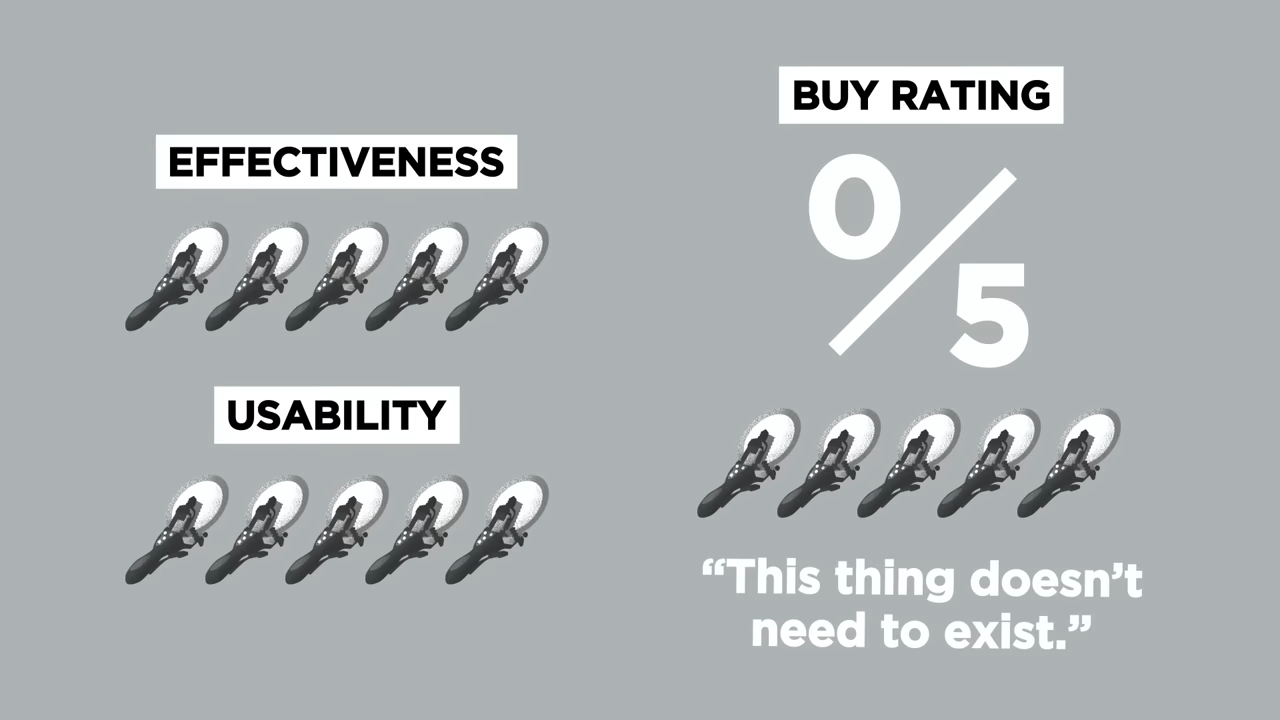 EFFECTIVENESS
USABILITY
BUY RATING
0/5
“This thing doesn’t
need to exist.”